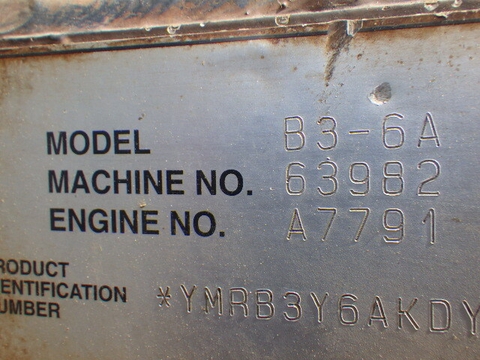 MODEL B3-6A
MACHINE NO. 63982
ENGINE NO. A7791
RODUCT
ENTIFICATION
UMBER *YMRB3Y6AKDY